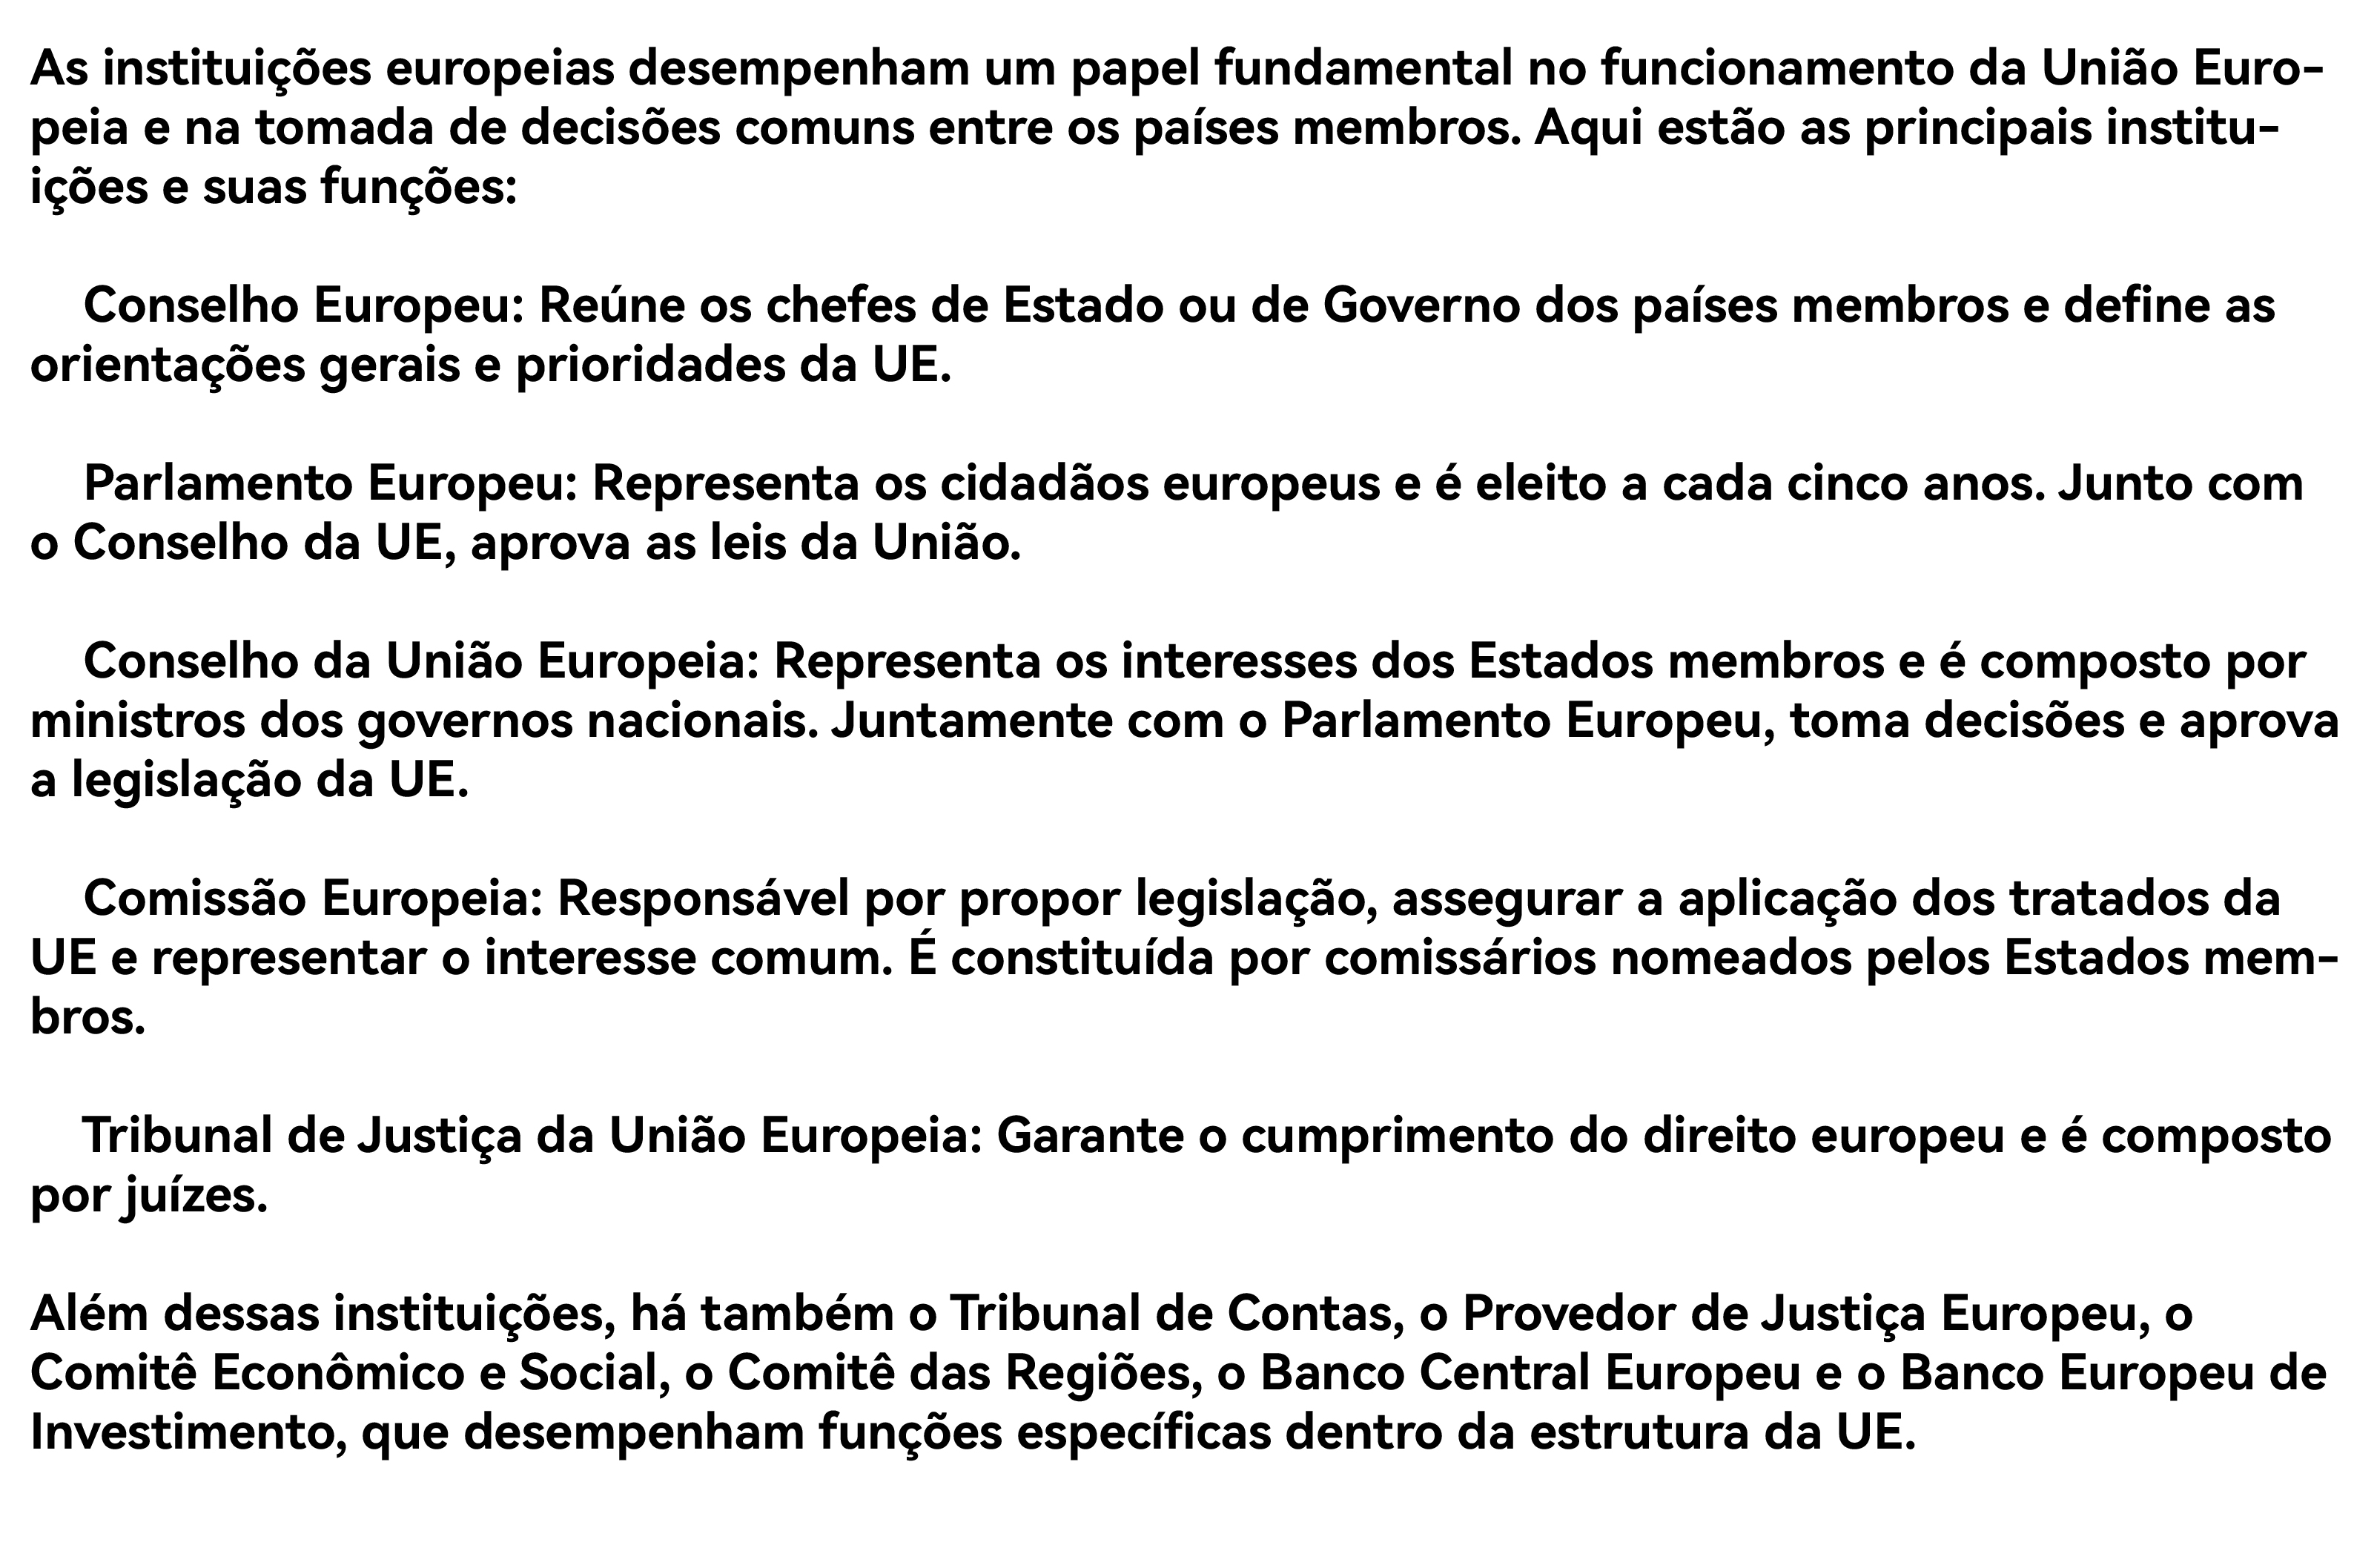 As instituições europeias desempenham um papel fundamental no funcionamento da União Euro-
peia e na tomada de decisões comuns entre os países membros. Aqui estão as principais institu-
ições e suas funções:
Conselho Europeu: Reúne os chefes de Estado ou de Governo dos países membros e define as
orientações gerais e prioridades da UE.
Parlamento Europeu: Representa os cidadãos europeus e é eleito a cada cinco anos. Junto com
o Conselho da UE, aprova as leis da União.
Conselho da União Europeia: Representa os interesses dos Estados membros e é composto por
ministros dos governos nacionais. Juntamente com o Parlamento Europeu, toma decisões e aprova
a legislação da UE.
Comissão Europeia: Responsável por propor legislação, assegurar a aplicação dos tratados da
UE e representar o interesse comum. É constituída por comissários nomeados pelos Estados mem-
bros.
Tribunal de Justiça da União Europeia: Garante o cumprimento do direito europeu e é composto
por juízes.
Além dessas instituições, há também o Tribunal de Contas, o Provedor de Justiça Europeu, o
Comitê Econômico e Social, o Comitê das Regiões, o Banco Central Europeu e o Banco Europeu de
Investimento, que desempenham funções específicas dentro da estrutura da UE.